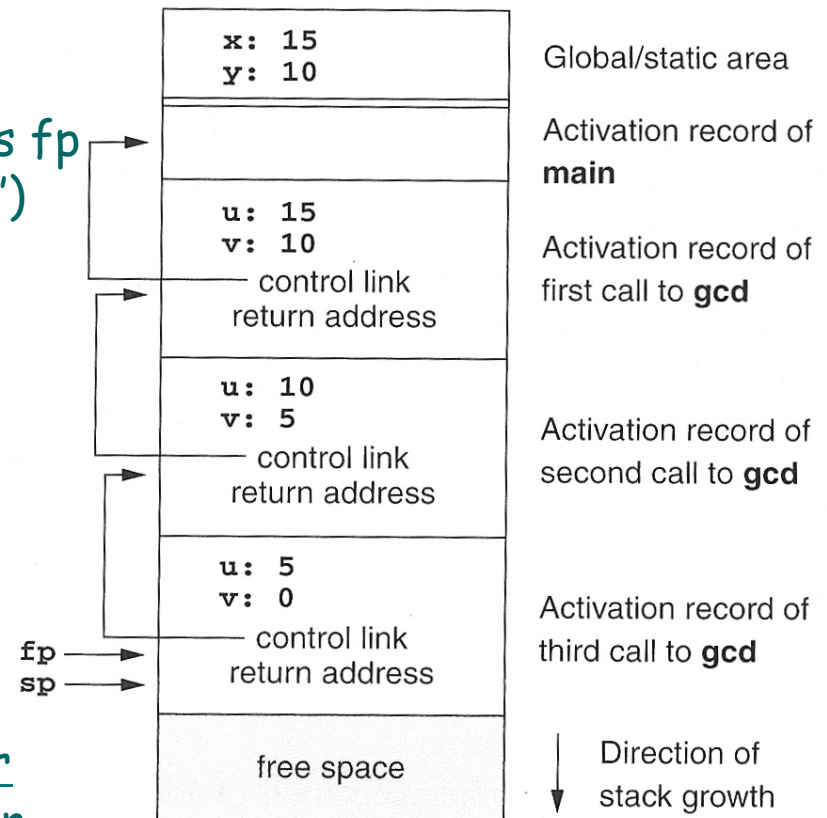 x: 15
y: 10
Global/static area
s fp
')
Activation record of
main
u: 15
v: 10
control link
return address
Activation record of
first call to gcd
u: 10
v: 5
control link
return address
Activation record of
second call to gcd
u: 5
v: 0
control link
return address
Activation record of
third call to gcd
fp
sp
free space
Direction of
stack growth